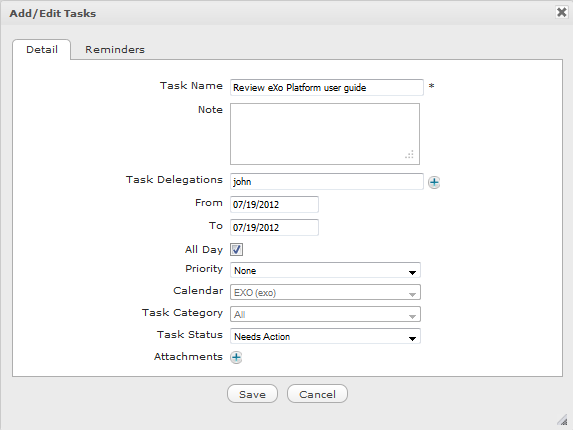 Add/Edit Tasks
Detail Reminders
Task Name Review eXo Platform user guide *
Note
Task Delegations john
From 07/19/2012
To 07/19/2012
All Day
Priority None
Calendar EXO (exo)
Task Category All
Task Status Needs Action
Attachments
Save Cancel